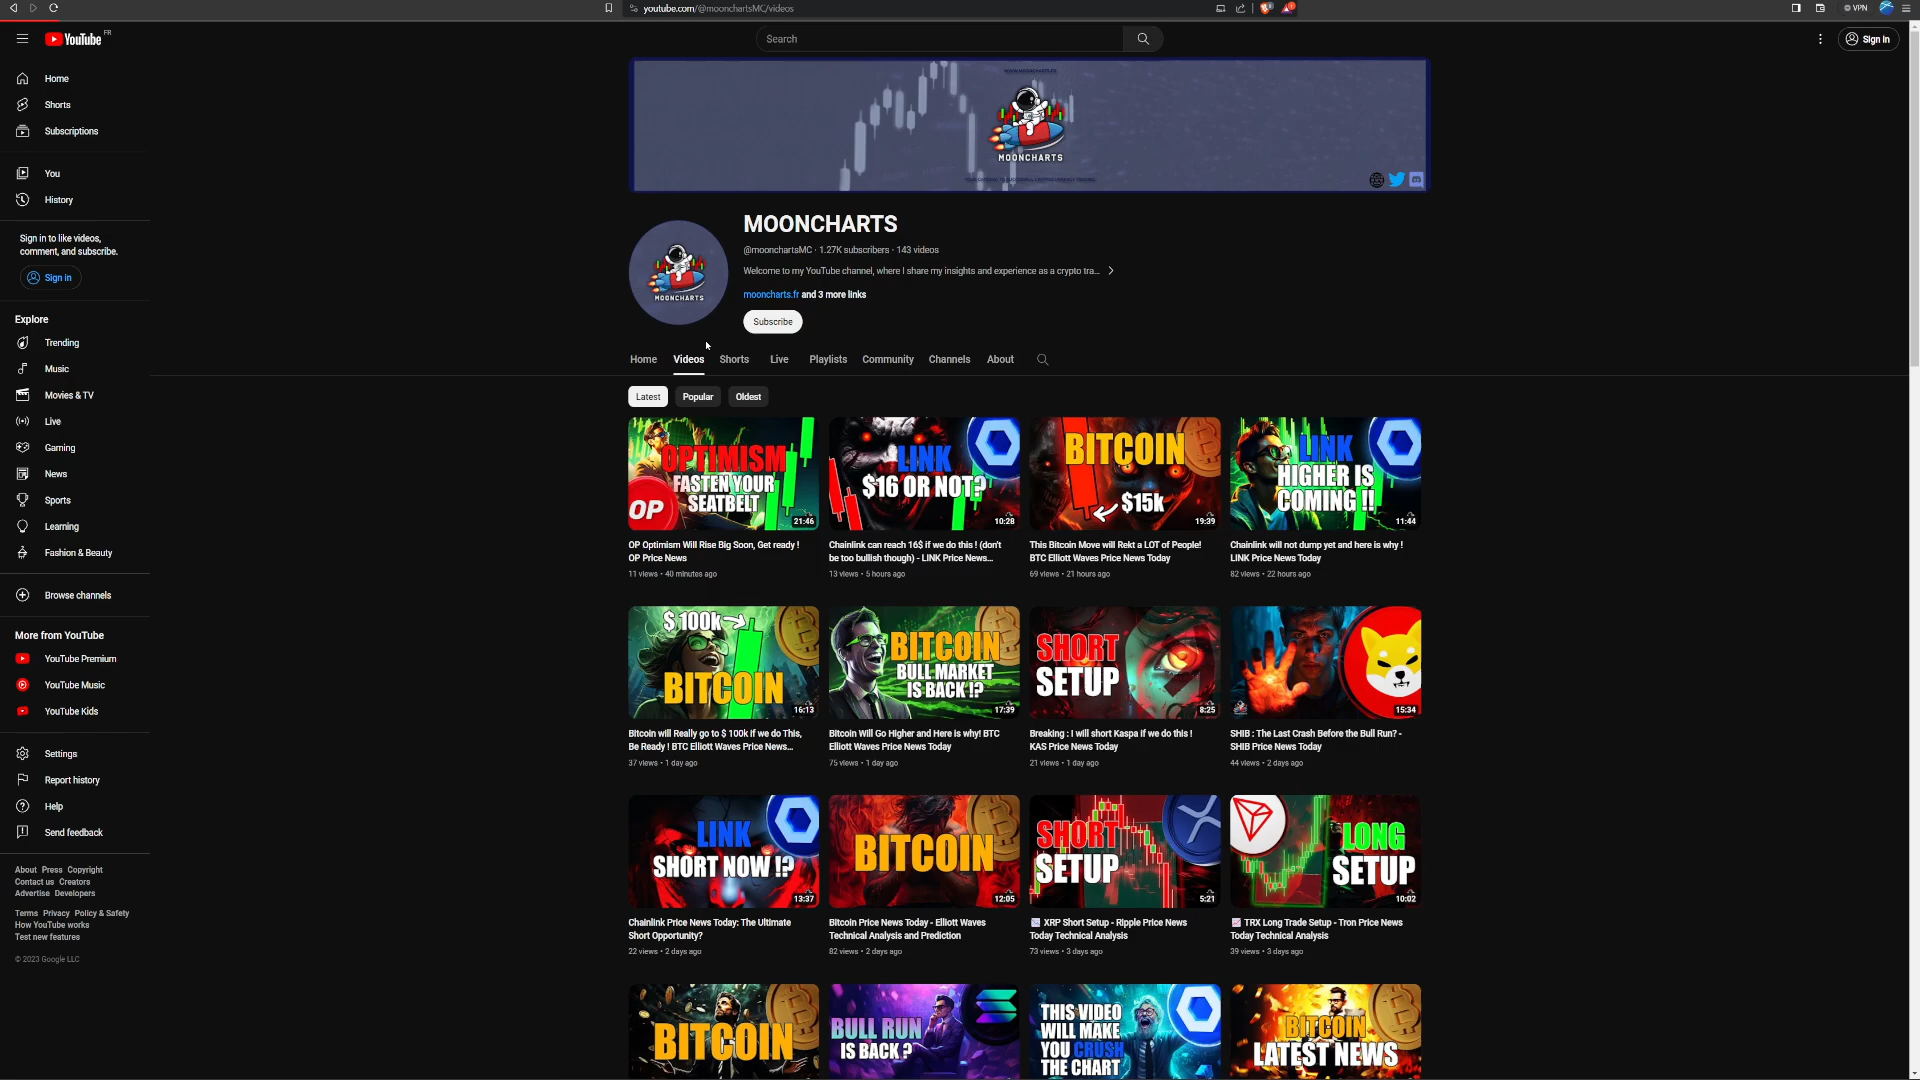 youtube.com/@moonchartsMC/videos
VPN
YouTube FR
Search
Sign in
Home
Shorts
Subscriptions
You
History
Sign in to like videos,
comment, and subscribe.
Sign in
Explore
Trending
Music
Movies & TV
Live
Gaming
News
Sports
Learning
Fashion & Beauty
Browse channels
More from YouTube
YouTube Premium
YouTube Music
YouTube Kids
Settings
Report history
Help
Send feedback
About Press Copyright
Contact us Creators
Advertise Developers
Terms Privacy Policy & Safety
How YouTube works
Test new features
© 2023 Google LLC
WWW.MOONCHARTS.FR
MOONCHARTS
MOONCHARTS
MOONCHARTS
@moonchartsMC · 1.27K subscribers · 143 videos
Welcome to my YouTube channel, where I share my insights and experience as a crypto tra...
mooncharts.fr and 3 more links
Subscribe
Home Videos Shorts Live Playlists Community Channels About
Latest Popular Oldest
OPTIMISM
FASTEN YOUR
SEATBELT
OP
21:46
OP Optimism Will Rise Big Soon, Get ready !
OP Price News
11 views • 40 minutes ago
LINK
$16 OR NOT?
10:28
Chainlink can reach 16$ if we do this ! (don't
be too bullish though) - LINK Price News...
13 views • 5 hours ago
BITCOIN
$15k
19:39
This Bitcoin Move will Rekt a LOT of People!
BTC Elliott Waves Price News Today
69 views • 21 hours ago
LINK
HIGHER IS
COMING !!
11:44
Chainlink will not dump yet and here is why !
LINK Price News Today
82 views • 22 hours ago
$ 100k
BITCOIN
16:13
Bitcoin will Really go to $ 100k if we do This,
Be Ready ! BTC Elliott Waves Price News...
37 views • 1 day ago
BITCOIN
BULL MARKET
IS BACK !?
17:39
Bitcoin Will Go Higher and Here is why! BTC
Elliott Waves Price News Today
75 views • 1 day ago
SHORT
SETUP
8:25
Breaking : I will short Kaspa if we do this !
KAS Price News Today
21 views • 1 day ago
15:34
SHIB : The Last Crash Before the Bull Run? -
SHIB Price News Today
44 views • 2 days ago
LINK
SHORT NOW !?
13:37
Chainlink Price News Today: The Ultimate
Short Opportunity?
22 views • 2 days ago
BITCOIN
12:05
Bitcoin Price News Today - Elliott Waves
Technical Analysis and Prediction
82 views • 2 days ago
SHORT
SETUP
5:21
XRP Short Setup - Ripple Price News
Today Technical Analysis
73 views • 3 days ago
LONG
SETUP
10:02
TRX Long Trade Setup - Tron Price News
Today Technical Analysis
39 views • 3 days ago
BITCOIN
BULL RUN
IS BACK ?
THIS VIDEO
WILL MAKE
YOU CRUSH
THE CHART
BITCOIN
LATEST NEWS